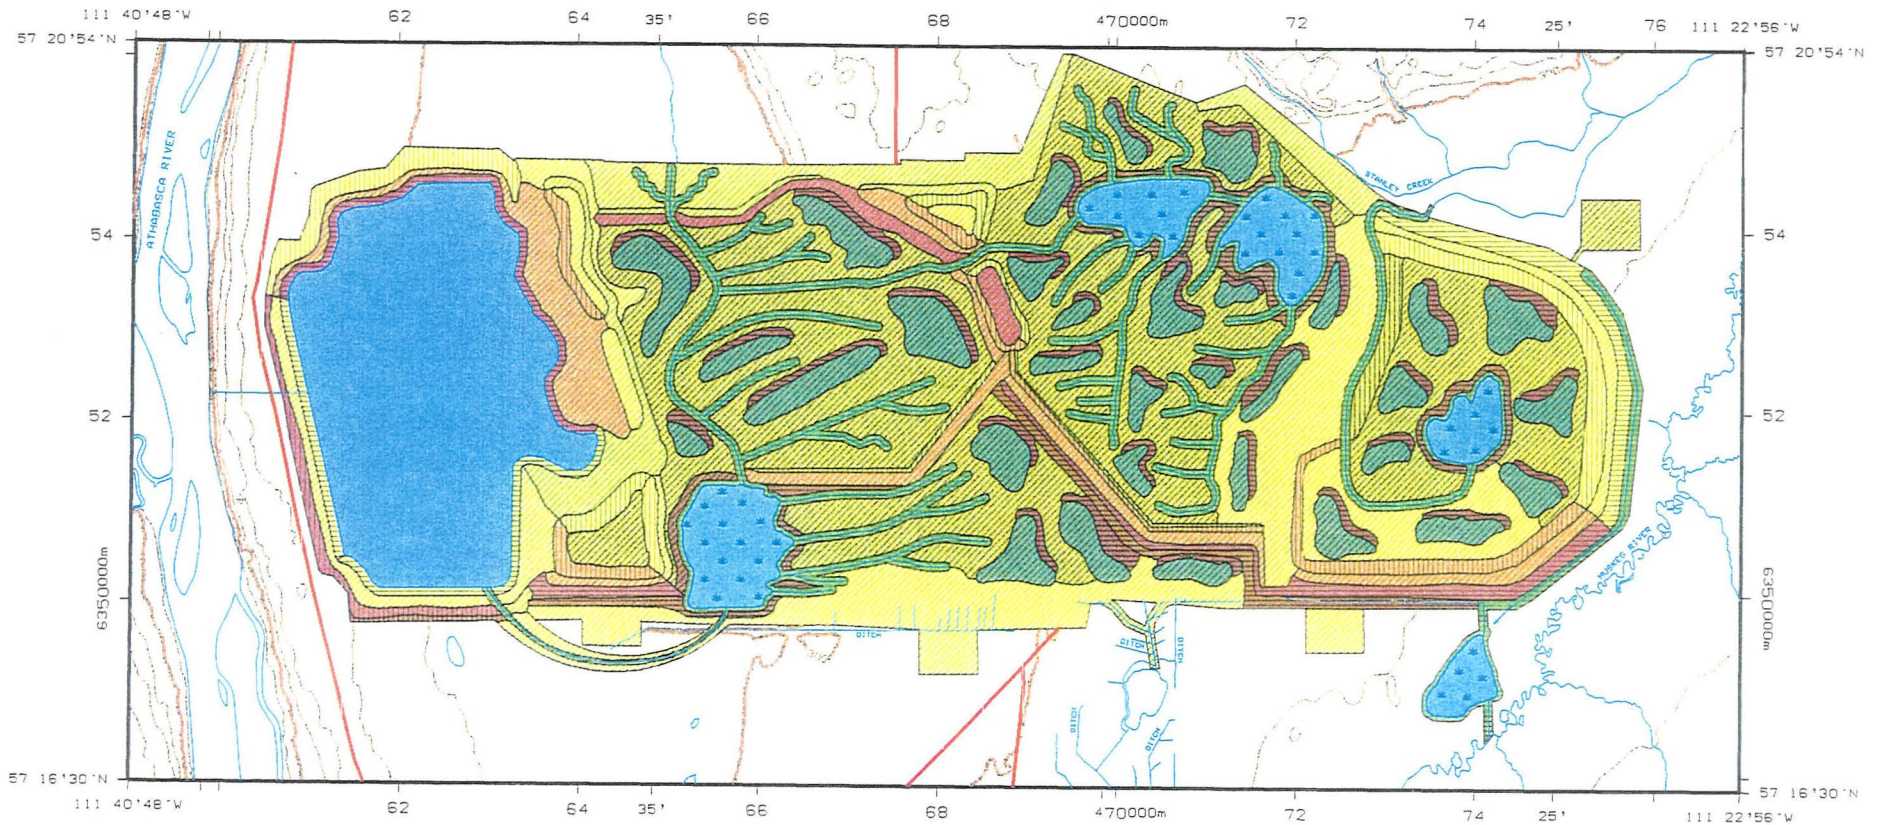 111 40'48"W 62 64 35' 66 68 470000m 72 74 25' 76 111 22'56"W
57 20'54"N 57 20'54"N
ATHABASCA RIVER
STANLEY CREEK
54 54
52 52
MUSKEG RIVER
6350000m 6350000m
DITCH
DITCH
DITCH
DITCH
DITCH
57 16'30"N 57 16'30"N
111 40'48"W 62 64 35' 66 68 470000m 72 74 25' 111 22'56"W